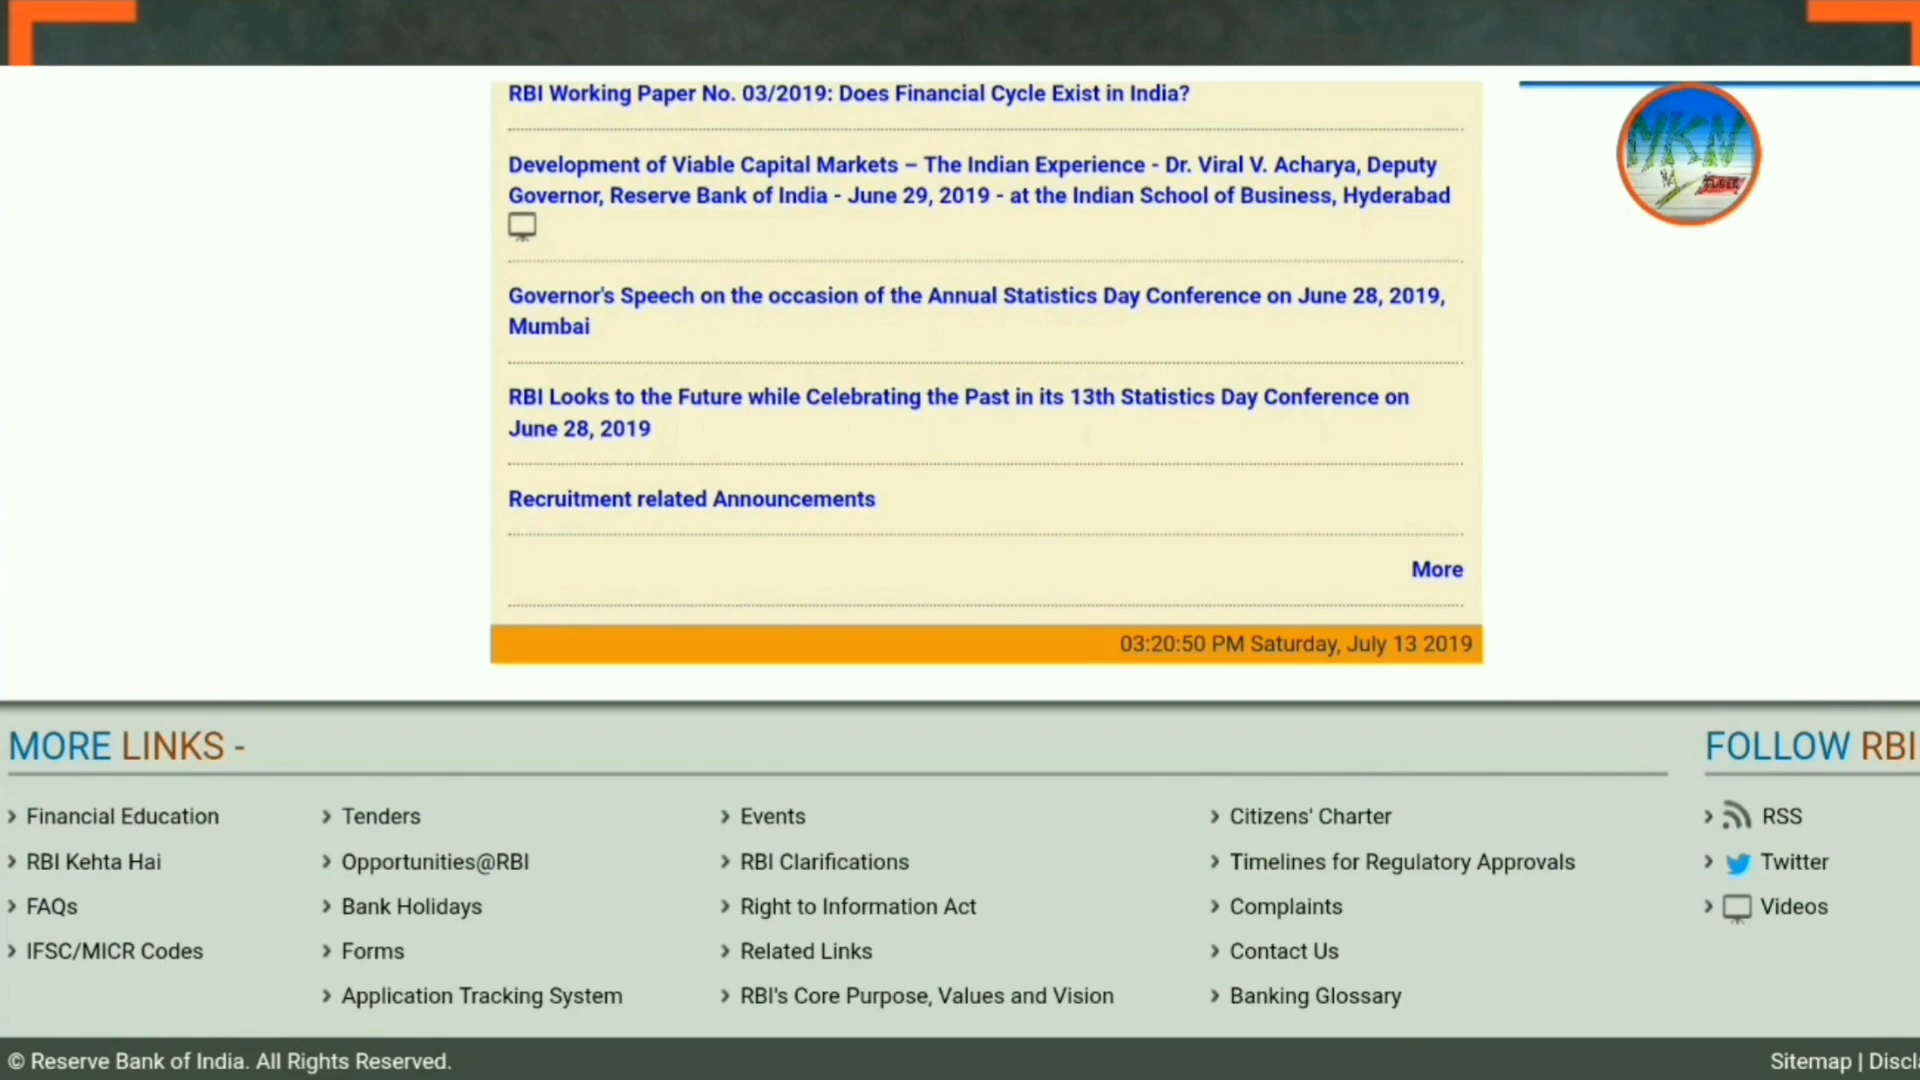 RBI Working Paper No. 03/2019: Does Financial Cycle Exist in India?
Development of Viable Capital Markets – The Indian Experience - Dr. Viral V. Acharya, Deputy
Governor, Reserve Bank of India - June 29, 2019 - at the Indian School of Business, Hyderabad
MKN
Governor's Speech on the occasion of the Annual Statistics Day Conference on June 28, 2019,
Mumbai
RBI Looks to the Future while Celebrating the Past in its 13th Statistics Day Conference on
June 28, 2019
Recruitment related Announcements
More
03:20:50 PM Saturday, July 13 2019
MORE LINKS -
Financial Education
RBI Kehta Hai
FAQs
IFSC/MICR Codes
Tenders
Opportunities@RBI
Bank Holidays
Forms
Application Tracking System
Events
RBI Clarifications
Right to Information Act
Related Links
RBI's Core Purpose, Values and Vision
Citizens' Charter
Timelines for Regulatory Approvals
Complaints
Contact Us
Banking Glossary
FOLLOW RBI
RSS
Twitter
Videos
© Reserve Bank of India. All Rights Reserved.
Sitemap | Discl